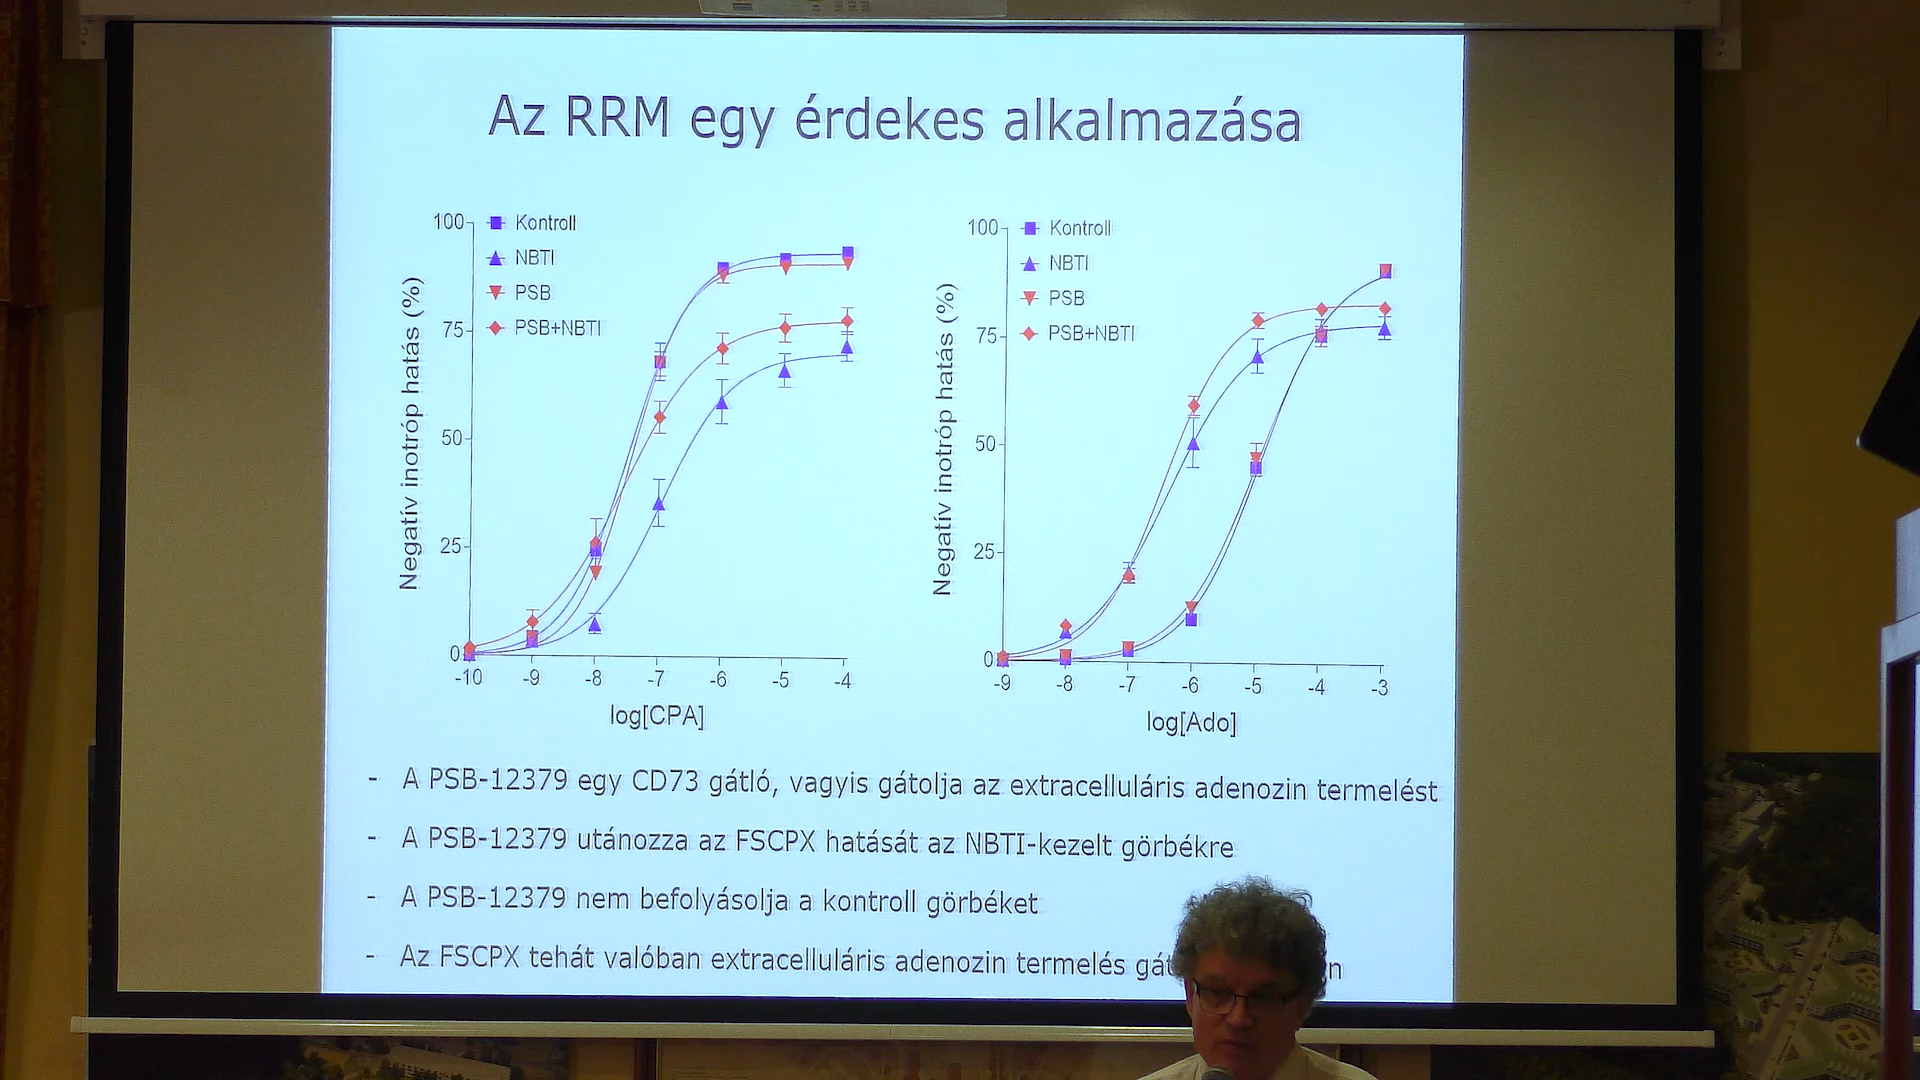 Az RRM egy érdekes alkalmazása
100
75
50
25
0
Negatív inotróp hatás (%)
Kontroll
NBTI
PSB
PSB+NBTI
-10 -9 -8 -7 -6 -5 -4
log[CPA]
100
75
50
25
0
Negatív inotróp hatás (%)
Kontroll
NBTI
PSB
PSB+NBTI
-9 -8 -7 -6 -5 -4 -3
log[Ado]
- A PSB-12379 egy CD73 gátló, vagyis gátolja az extracelluláris adenozin termelést
- A PSB-12379 utánozza az FSCPX hatását az NBTI-kezelt görbékre
- A PSB-12379 nem befolyásolja a kontroll görbéket
- Az FSCPX tehát valóban extracelluláris adenozin termelés